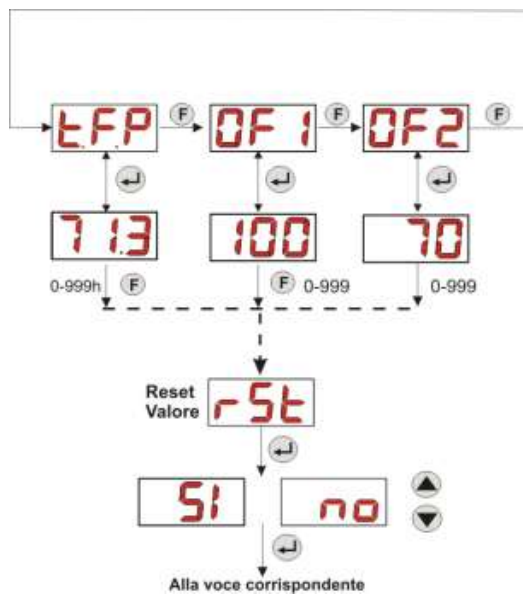 t.F.P F OF1 F OF2 F
71.3 100 70
0-999h F F 0-999 0-999
Reset
Valore
rSt
SI no
Alla voce corrispondente